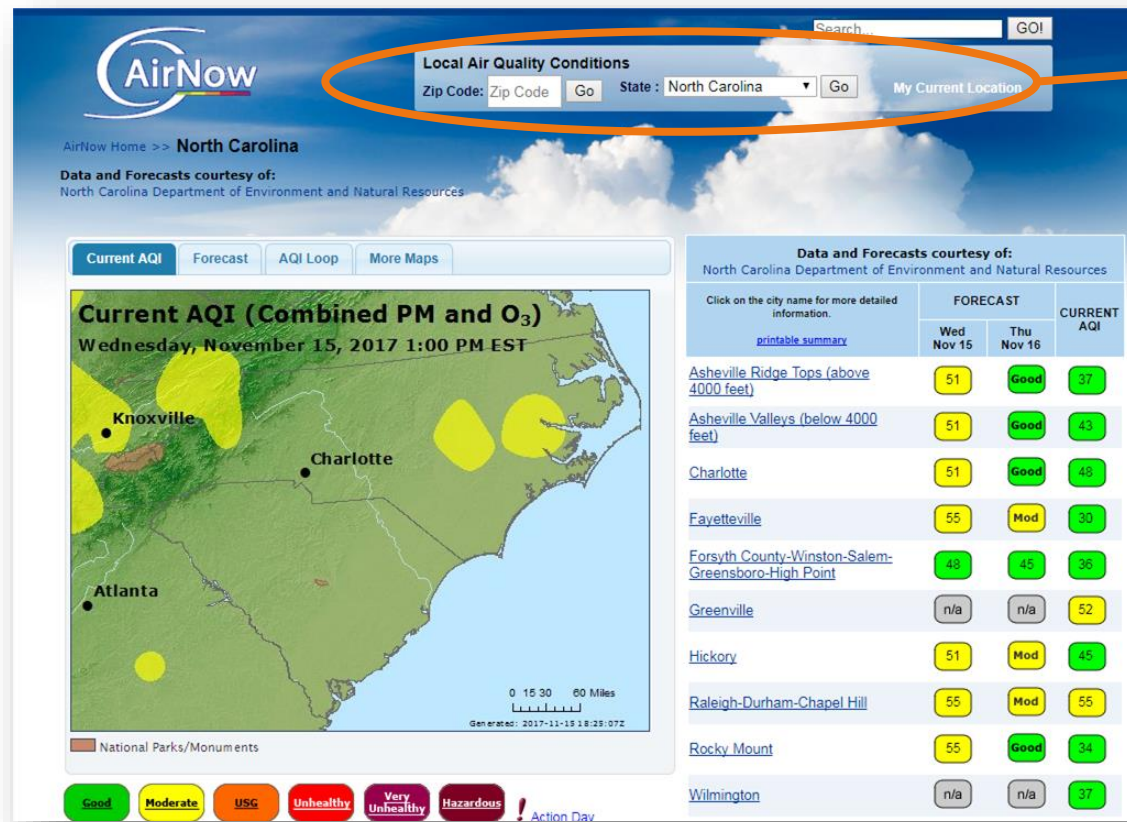 Search...
GO!
AirNow
Local Air Quality Conditions
Zip Code: Zip Code Go State : North Carolina Go My Current Location
AirNow Home >> North Carolina
Data and Forecasts courtesy of:
North Carolina Department of Environment and Natural Resources
Current AQI Forecast AQI Loop More Maps
Current AQI (Combined PM and O₃)
Wednesday, November 15, 2017 1:00 PM EST
Knoxville
Charlotte
Atlanta
0 15 30 60 Miles
Generated: 2017-11-15 18:25:07Z
National Parks/Monuments
Good
Moderate
USG
Unhealthy
Very
Unhealthy
Hazardous
! Action Day
Data and Forecasts courtesy of:
North Carolina Department of Environment and Natural Resources
Click on the city name for more detailed
information.
printable summary
FORECAST
Wed
Nov 15
Thu
Nov 16
CURRENT
AQI
Asheville Ridge Tops (above
4000 feet)
51 Good 37
Asheville Valleys (below 4000
feet)
51 Good 43
Charlotte 51 Good 48
Fayetteville 55 Mod 30
Forsyth County-Winston-Salem-
Greensboro-High Point
48 45 36
Greenville n/a n/a 52
Hickory 51 Mod 45
Raleigh-Durham-Chapel Hill 55 Mod 55
Rocky Mount 55 Good 34
Wilmington n/a n/a 37